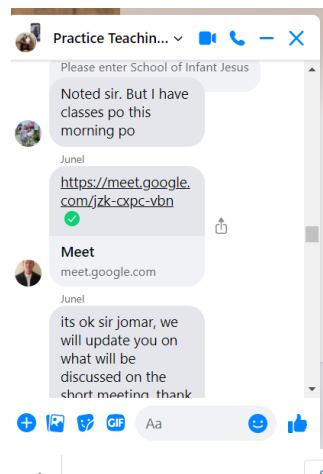 Practice Teachin...
Please enter School of Infant Jesus
Noted sir. But I have
classes po this
morning po
Junel
https://meet.google.
com/jzk-cxpc-vbn
Meet
meet.google.com
Junel
its ok sir jomar, we
will update you on
what will be
discussed on the
short meeting, thank
GIF
Aa